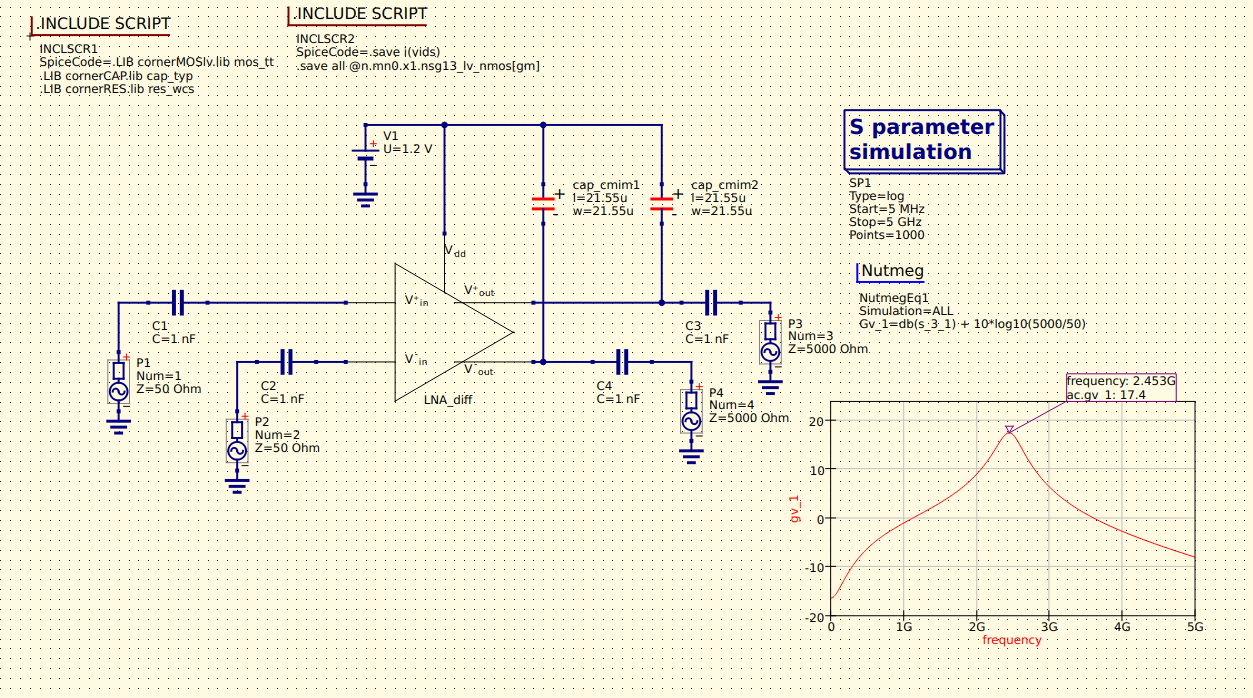 .INCLUDE SCRIPT
INCLSCR1
SpiceCode=.LIB cornerMOSlv.lib mos_tt
.LIB cornerCAP.lib cap_typ
.LIB cornerRES.lib res_wcs
.INCLUDE SCRIPT
INCLSCR2
SpiceCode=.save i(vids)
.save all @n.mn0.x1.nsg13_lv_nmos[gm]
V1
U=1.2 V
+
−
cap_cmim1
l=21.55u
w=21.55u
+
-
cap_cmim2
l=21.55u
w=21.55u
+
-
S parameter
simulation
SP1
Type=log
Start=5 MHz
Stop=5 GHz
Points=1000
Nutmeg
NutmegEq1
Simulation=ALL
Gv_1=db(s_3_1) + 10*log10(5000/50)
Vdd
V+in
V-in
V+out
V-out
LNA_diff
C1
C=1 nF
C2
C=1 nF
C3
C=1 nF
C4
C=1 nF
P1
Num=1
Z=50 Ohm
+
−
P2
Num=2
Z=50 Ohm
+
−
P3
Num=3
Z=5000 Ohm
+
−
P4
Num=4
Z=5000 Ohm
+
−
frequency: 2.453G
ac.gv_1: 17.4
20
10
0
-10
-20
gv_1
0
1G
2G
3G
4G
5G
frequency